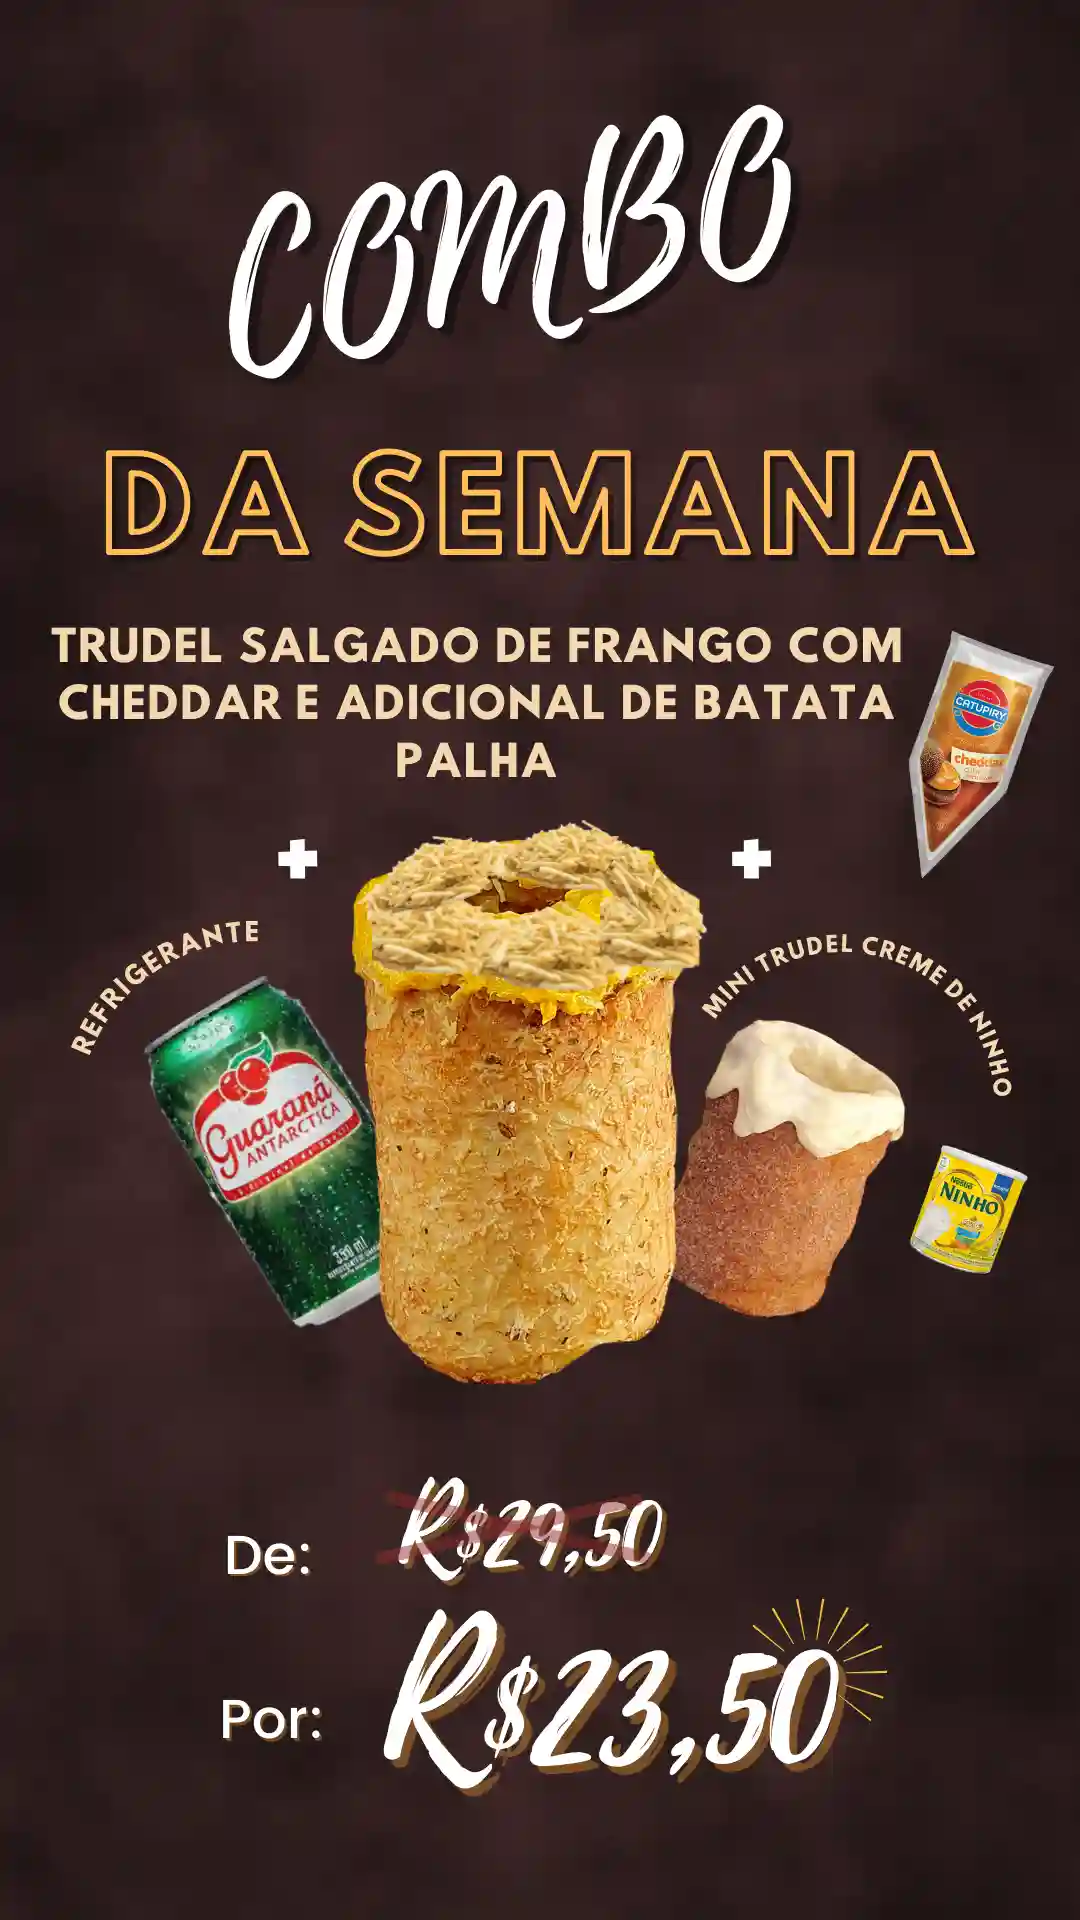 COMBO
DA SEMANA
TRUDEL SALGADO DE FRANGO COM
CHEDDAR E ADICIONAL DE BATATA
PALHA
CATUPIRY
cheddar
REFRIGERANTE
MINI TRUDEL CREME DE NINHO
Guaraná
ANTARCTICA
350 ml
Nestlé
NINHO
De:
R$29,50
Por:
R$23,50